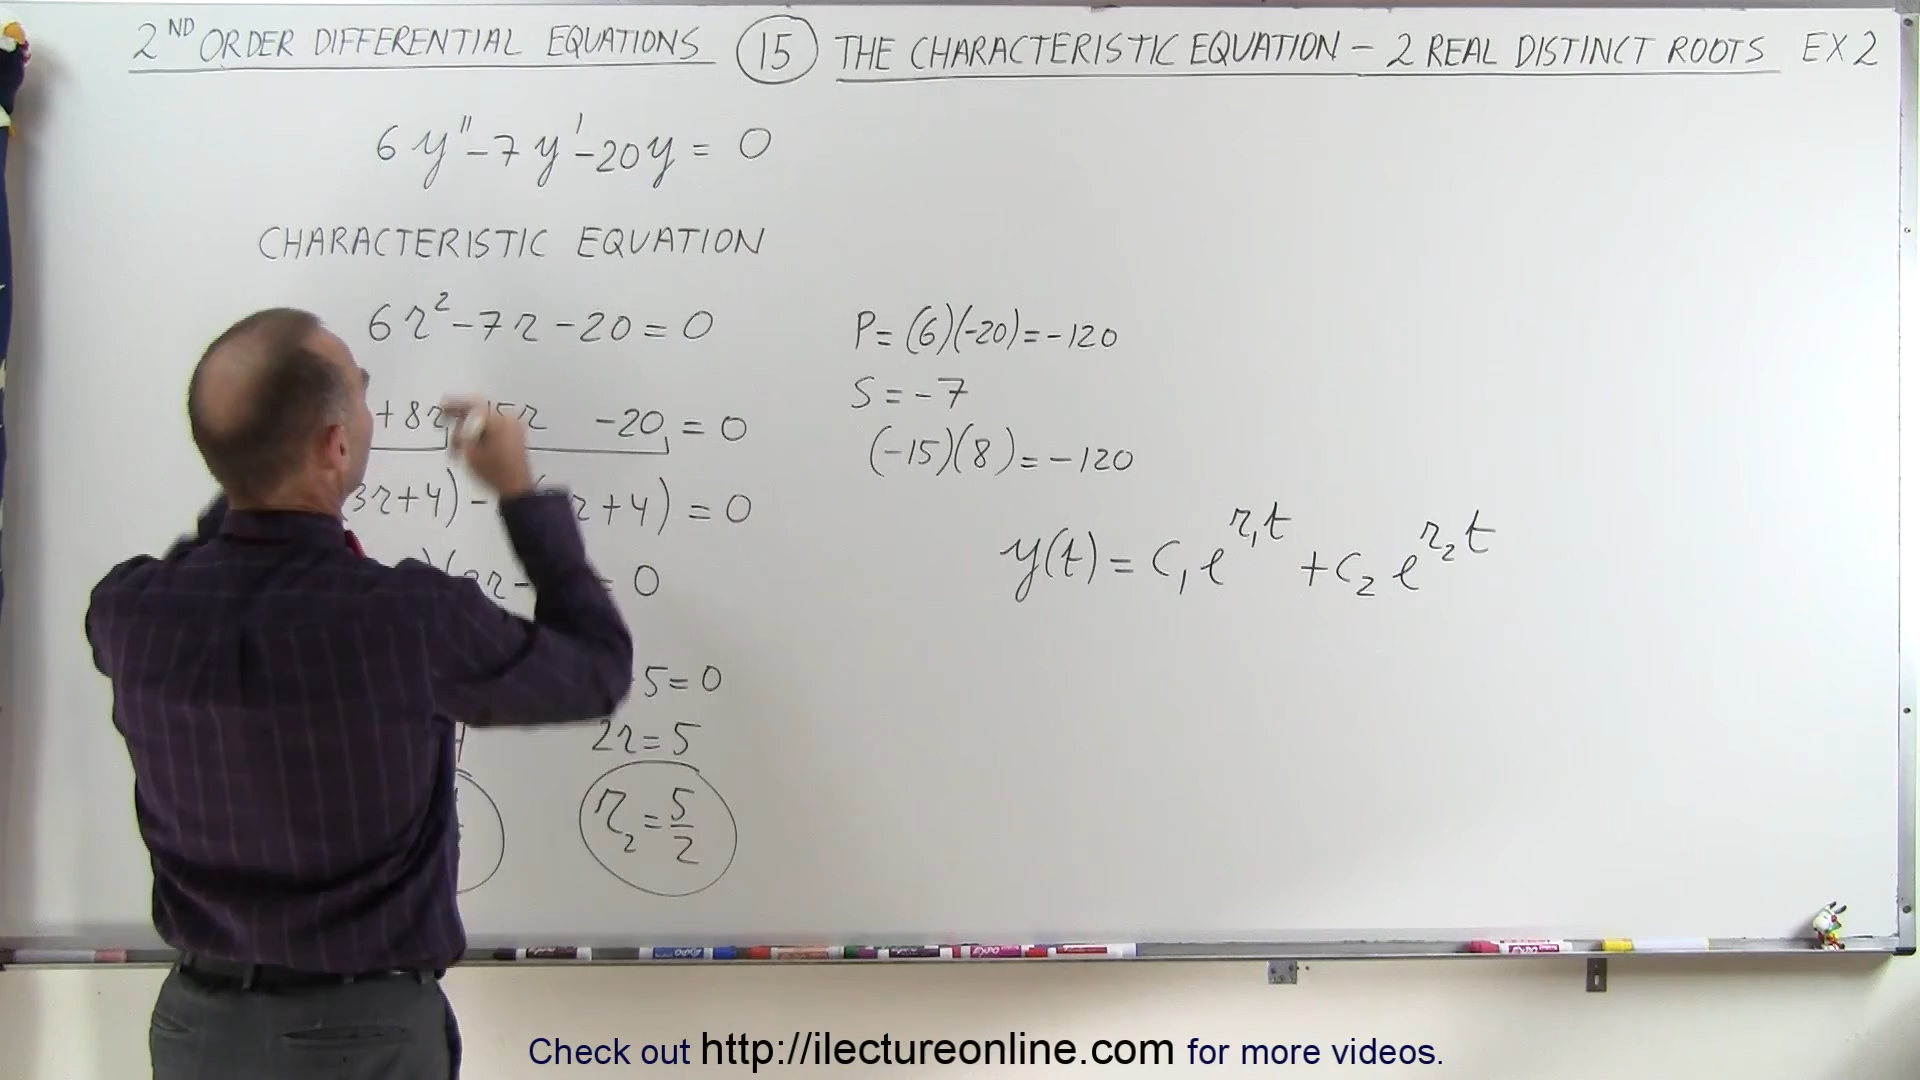 2ND ORDER DIFFERENTIAL EQUATIONS (15) THE CHARACTERISTIC EQUATION – 2 REAL DISTINCT ROOTS EX 2
6y" – 7y' – 20y = 0
CHARACTERISTIC EQUATION
6r² – 7r – 20 = 0
+ 8r – 15r – 20 = 0
3r + 4) – r + 4) = 0
)( 2r – = 0
5 = 0
2r = 5
r₂ = 5/2
P = (6)(-20) = -120
S = -7
(-15)(8) = -120
y(t) = C₁e^r₁t + C₂e^r₂t
Check out http://ilectureonline.com for more videos.